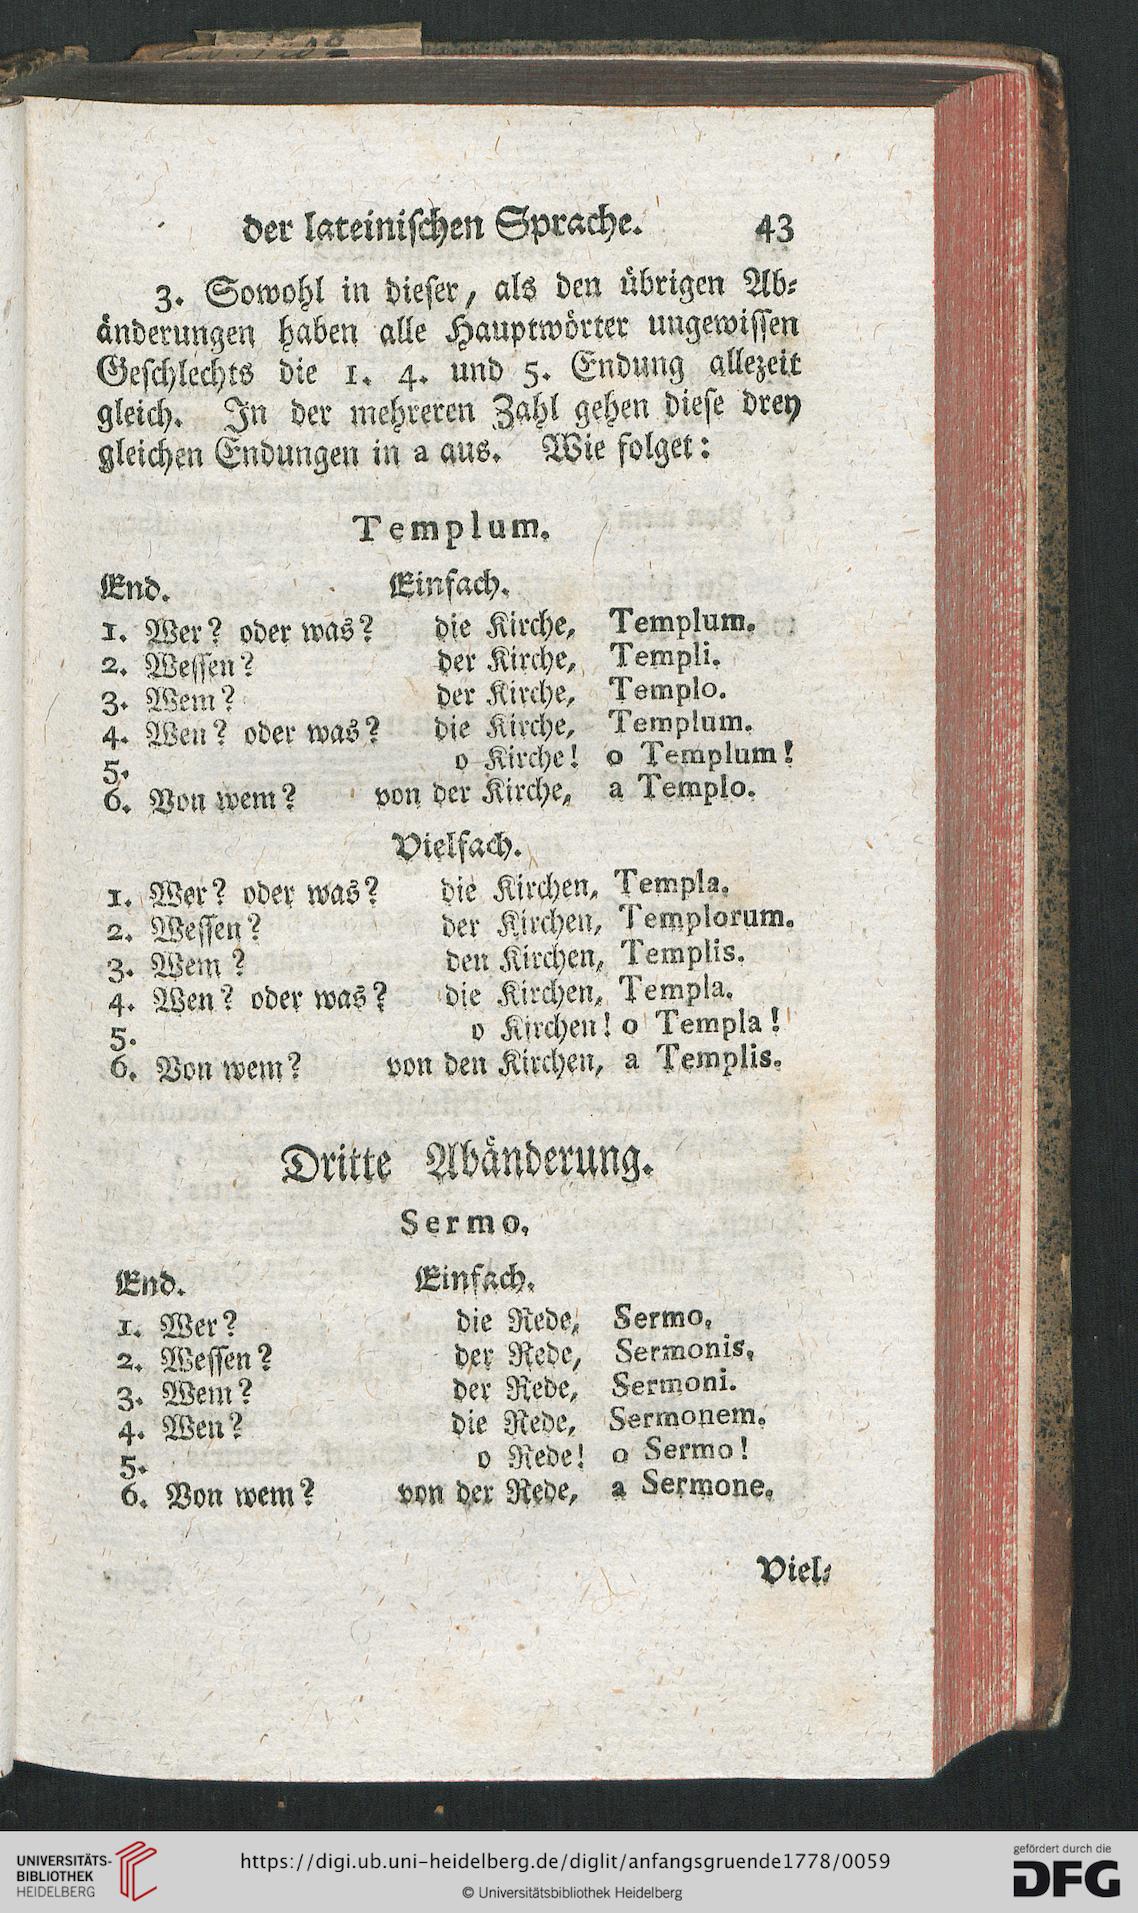 der lateinischen Sprache. 43
3. Sowohl in dieser, als den übrigen Ab-
änderungen haben alle Hauptwörter ungewissen
Geschlechts die 1. 4. und 5. Endung allezeit
gleich. In der mehreren Zahl gehen diese drey
gleichen Endungen in a aus. Wie folget:
Templum.
End. Einfach.
1. Wer? oder was? die Kirche, Templum.
2. Wessen? der Kirche, Templi.
3. Wem? der Kirche, Templo.
4. Wen? oder was? die Kirche, Templum.
5. o Kirche! o Templum!
6. Von wem? von der Kirche, a Templo.
Vielfach.
1. Wer? oder was? die Kirchen, Templa.
2. Wessen? der Kirchen, Templorum.
3. Wem? den Kirchen, Templis.
4. Wen? oder was? die Kirchen, Templa.
5. o Kirchen! o Templa!
6. Von wem? von den Kirchen, a Templis.
Dritte Abänderung.
Sermo.
End. Einfach.
1. Wer? die Rede, Sermo.
2. Wessen? der Rede, Sermonis.
3. Wem? der Rede, Sermoni.
4. Wen? die Rede, Sermonem.
5. o Rede! o Sermo!
6. Von wem? von der Rede, a Sermone.
Viel-
UNIVERSITÄTS-
BIBLIOTHEK
HEIDELBERG
https://digi.ub.uni-heidelberg.de/diglit/anfangsgruende1778/0059
© Universitätsbibliothek Heidelberg
gefördert durch die
DFG